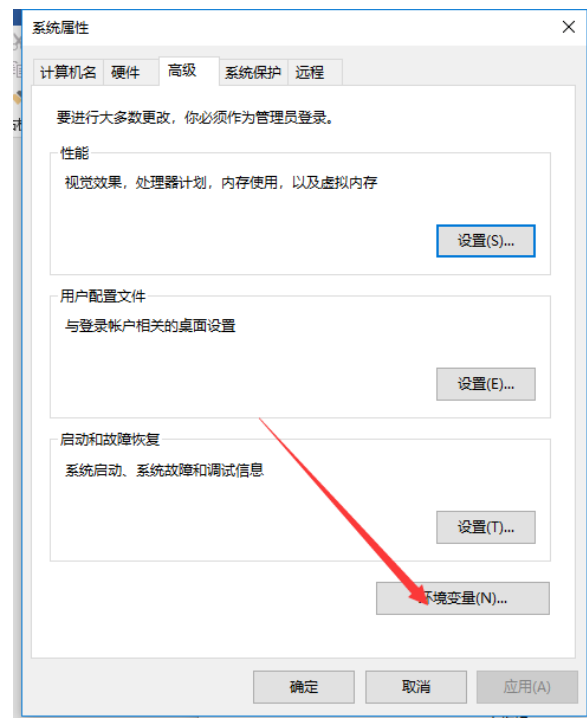 系统属性
计算机名 硬件 高级 系统保护 远程
要进行大多数更改，你必须作为管理员登录。
性能
视觉效果，处理器计划，内存使用，以及虚拟内存
设置(S)...
用户配置文件
与登录帐户相关的桌面设置
设置(E)...
启动和故障恢复
系统启动、系统故障和调试信息
设置(T)...
环境变量(N)...
确定 取消 应用(A)